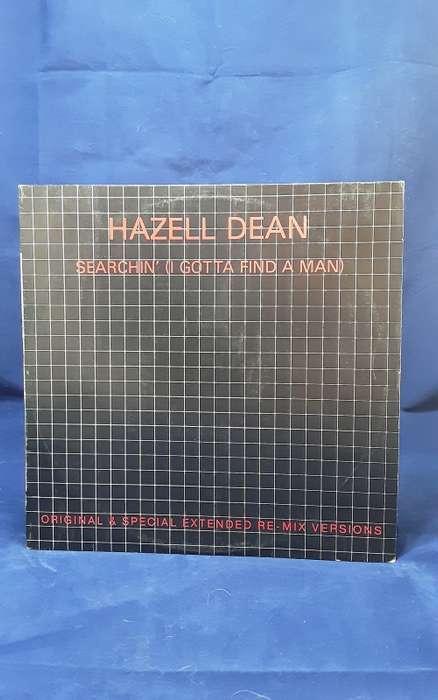 HAZELL DEAN
SEARCHIN' (I GOTTA FIND A MAN)
ORIGINAL & SPECIAL EXTENDED RE-MIX VERSIONS